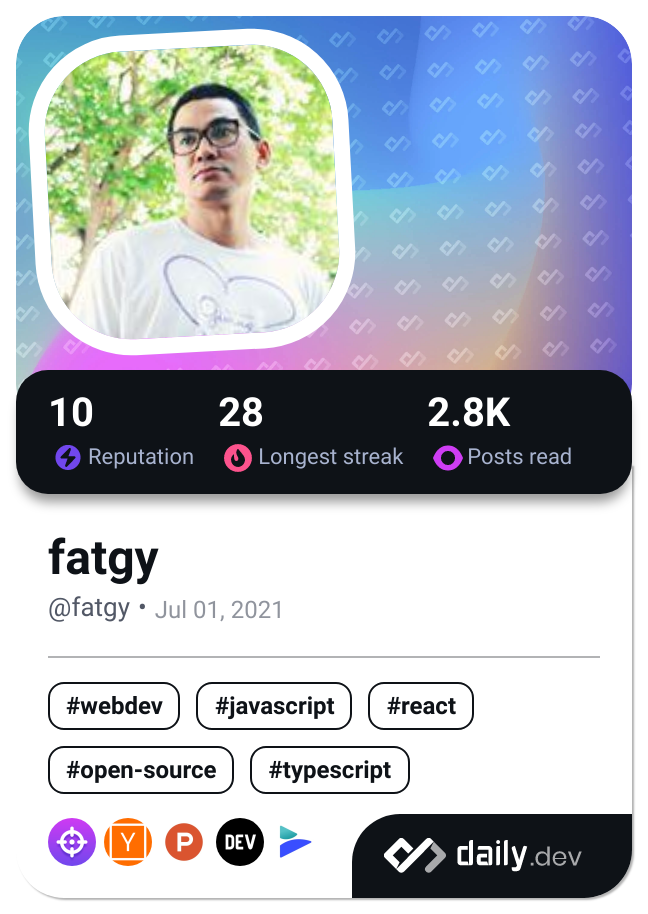 10 28 2.8K
Reputation Longest streak Posts read
fatgy
@fatgy • Jul 01, 2021
#webdev #javascript #react
#open-source #typescript
Y P DEV
daily.dev